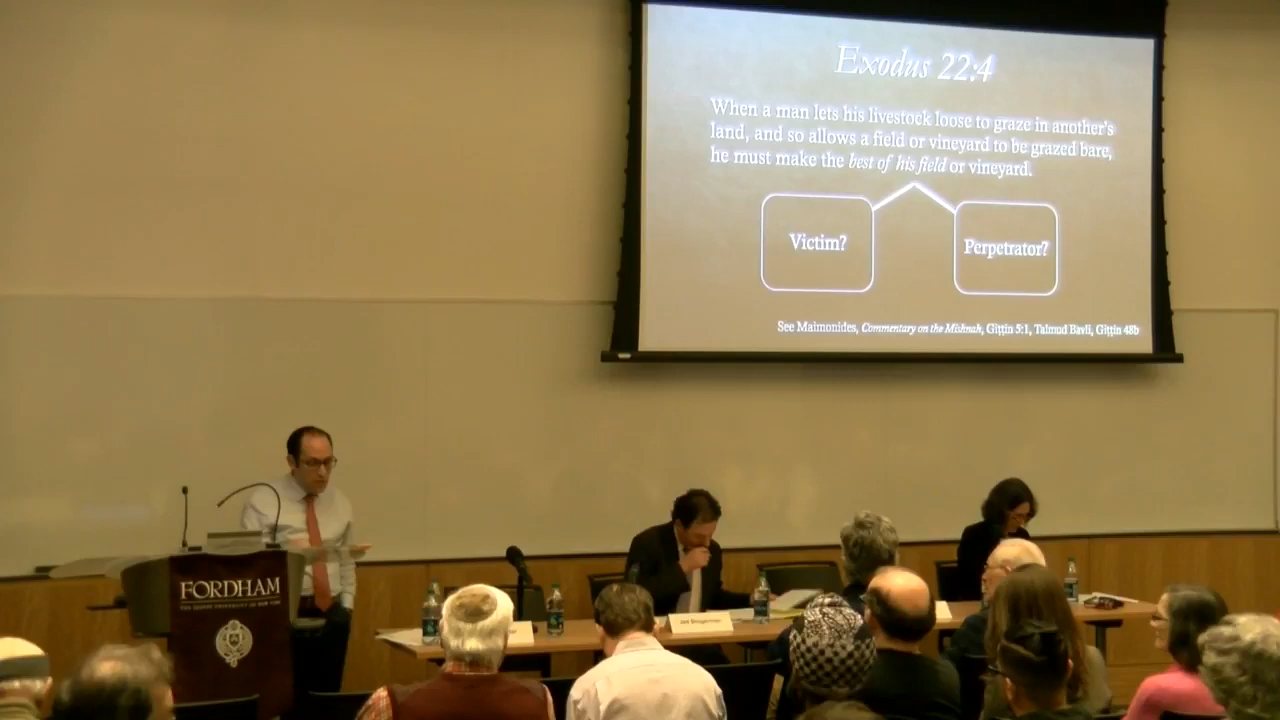 Exodus 22:4
When a man lets his livestock loose to graze in another's
land, and so allows a field or vineyard to be grazed bare,
he must make the best of his field or vineyard.
Victim?
Perpetrator?
See Maimonides, Commentary on the Mishnah, Giṭṭin 5:1, Talmud Bavli, Giṭṭin 48b
FORDHAM
THE JESUIT UNIVERSITY OF NEW YORK
Jed Shugerman